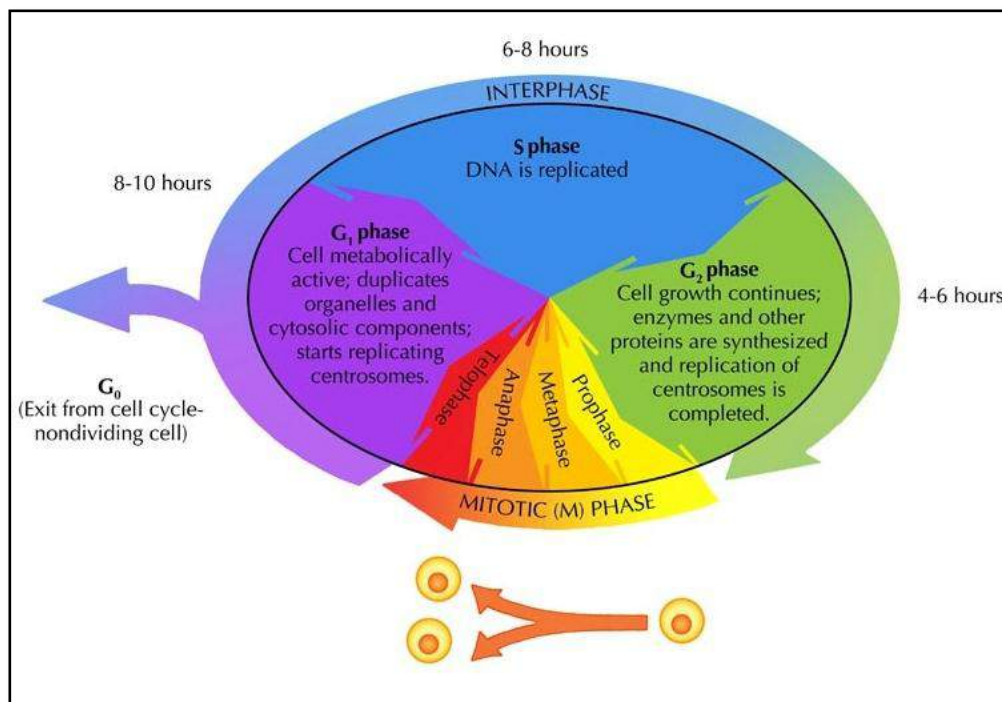 6-8 hours
INTERPHASE
S phase
DNA is replicated
8-10 hours
G₁ phase
Cell metabolically
active; duplicates
organelles and
cytosolic components;
starts replicating
centrosomes.
G₂ phase
Cell growth continues;
enzymes and other
proteins are synthesized
and replication of
centrosomes is
completed.
4-6 hours
G₀
(Exit from cell cycle-
nondividing cell)
Telophase
Anaphase
Metaphase
Prophase
MITOTIC (M) PHASE